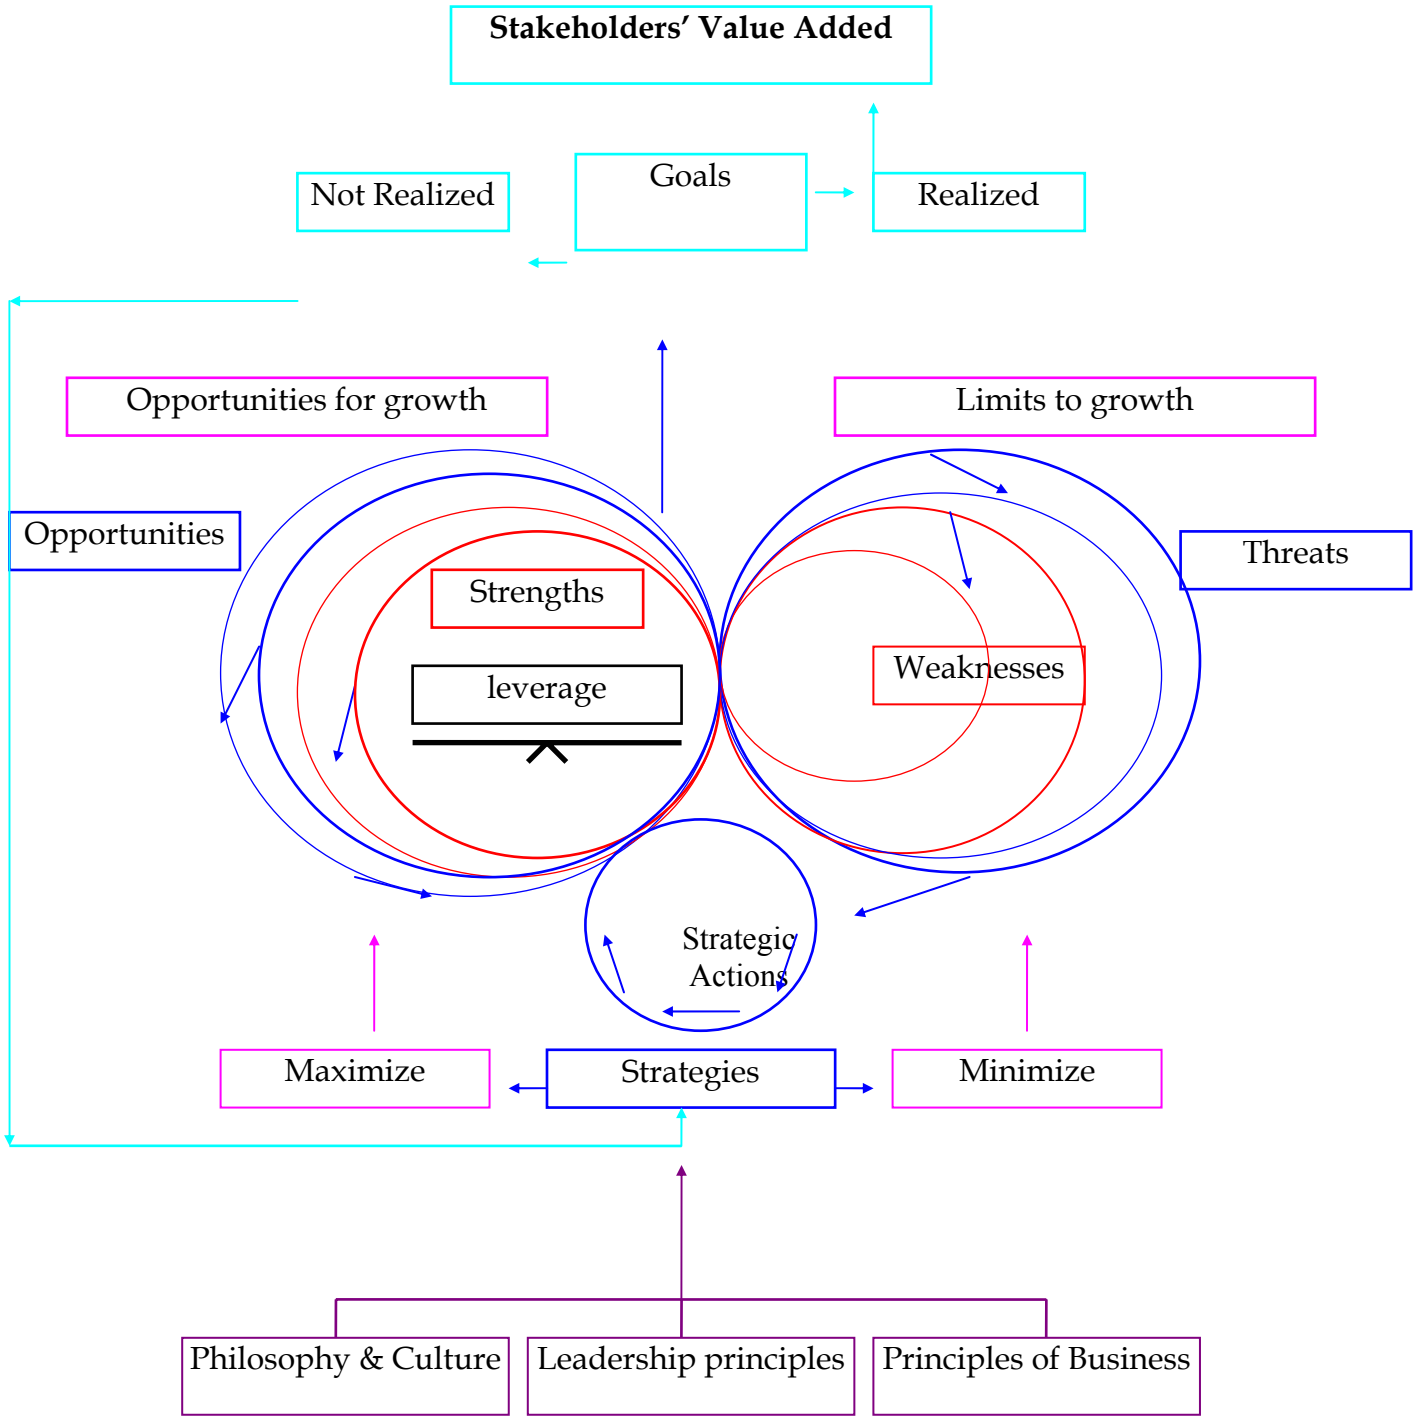 Stakeholders’ Value Added
Goals
Not Realized
Realized
Opportunities for growth
Limits to growth
Opportunities
Threats
Strengths
Weaknesses
leverage
Strategic
Actions
Maximize
Strategies
Minimize
Philosophy & Culture
Leadership principles
Principles of Business